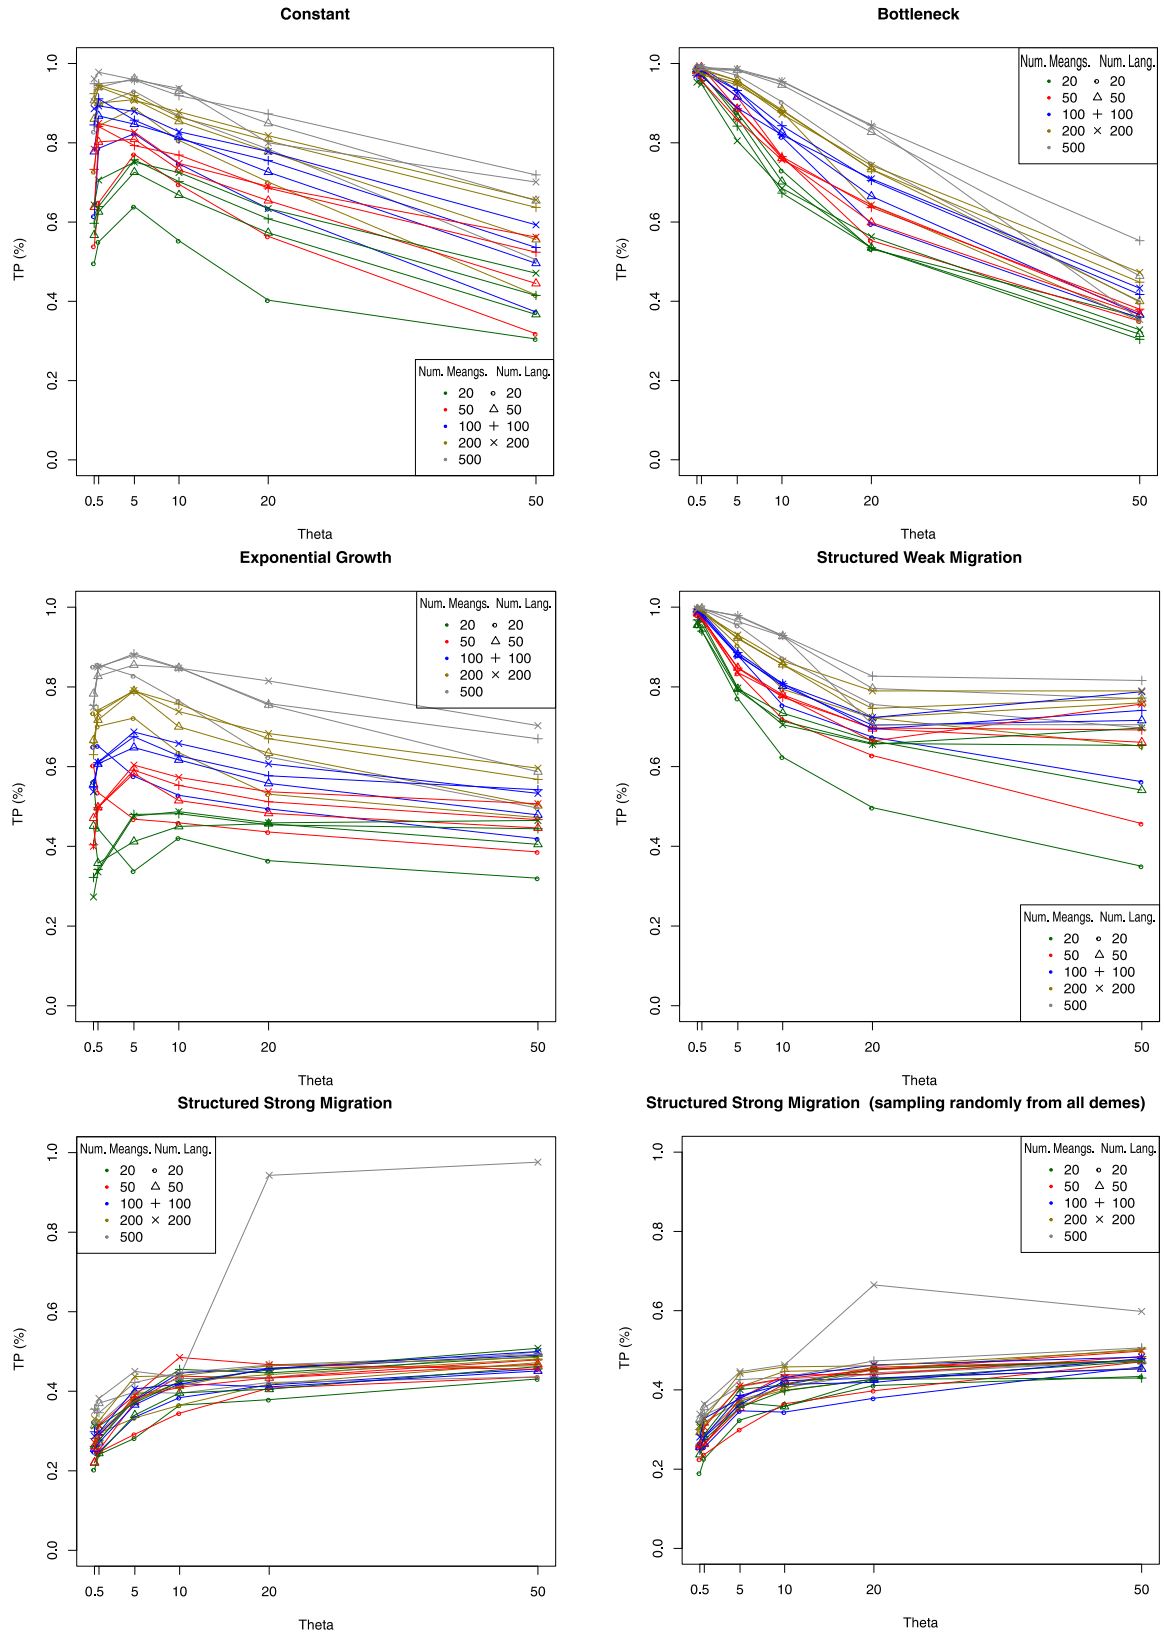 Constant
TP (%)
1.0
0.8
0.6
0.4
0.2
0.0
Num. Meangs. Num. Lang.
20 20
50 50
100 100
200 200
500
0.5 5 10 20 50
Theta
Bottleneck
TP (%)
1.0
0.8
0.6
0.4
0.2
0.0
Num. Meangs. Num. Lang.
20 20
50 50
100 100
200 200
500
0.5 5 10 20 50
Theta
Exponential Growth
TP (%)
1.0
0.8
0.6
0.4
0.2
0.0
Num. Meangs. Num. Lang.
20 20
50 50
100 100
200 200
500
0.5 5 10 20 50
Theta
Structured Weak Migration
TP (%)
1.0
0.8
0.6
0.4
0.2
0.0
Num. Meangs. Num. Lang.
20 20
50 50
100 100
200 200
500
0.5 5 10 20 50
Theta
Structured Strong Migration
TP (%)
1.0
0.8
0.6
0.4
0.2
0.0
Num. Meangs. Num. Lang.
20 20
50 50
100 100
200 200
500
0.5 5 10 20 50
Theta
Structured Strong Migration (sampling randomly from all demes)
TP (%)
1.0
0.8
0.6
0.4
0.2
0.0
Num. Meangs. Num. Lang.
20 20
50 50
100 100
200 200
500
0.5 5 10 20 50
Theta